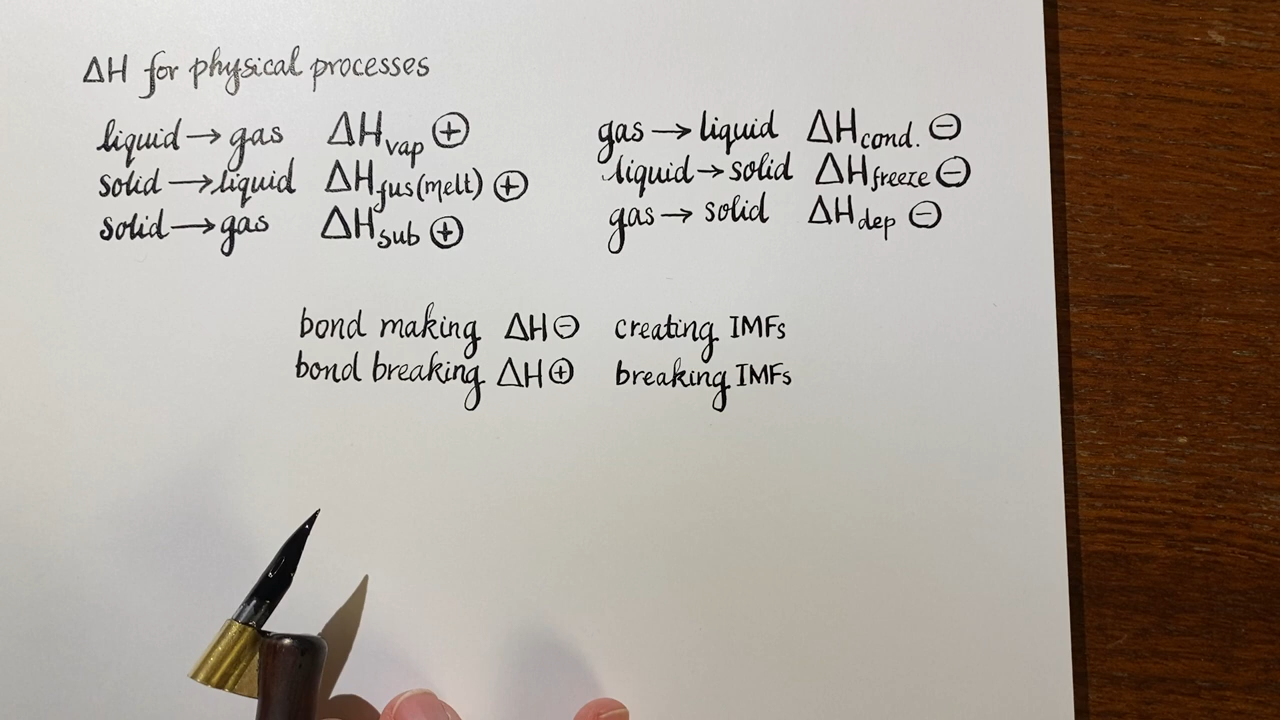 ΔH for physical processes
liquid → gas ΔHvap ⊕
solid → liquid ΔHfus(melt) ⊕
solid → gas ΔHsub ⊕
gas → liquid ΔHcond. ⊖
liquid → solid ΔHfreeze ⊖
gas → solid ΔHdep ⊖
bond making ΔH ⊖ creating IMFs
bond breaking ΔH ⊕ breaking IMFs